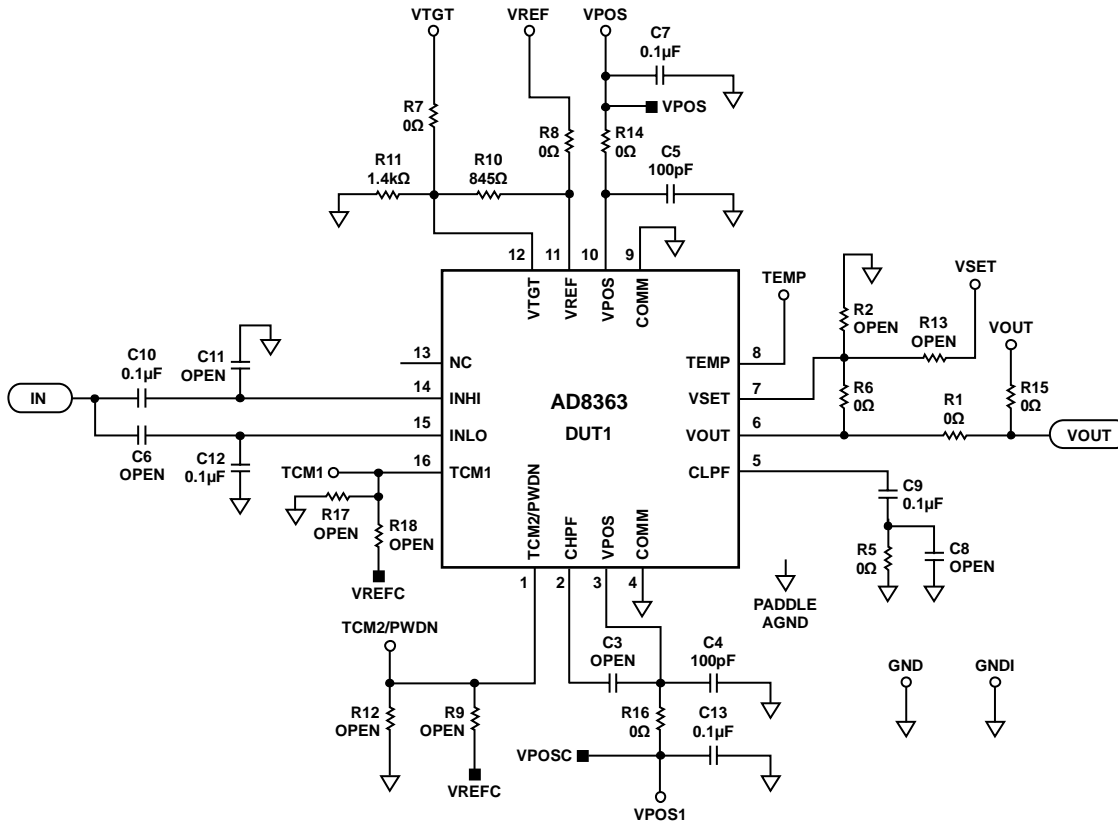 VTGT
VREF
VPOS
C7
0.1µF
VPOS
R7
0Ω
R8
0Ω
R14
0Ω
C5
100pF
R11
1.4kΩ
R10
845Ω
12
11
10
9
VTGT
VREF
VPOS
COMM
TEMP
VSET
R2
OPEN
R13
OPEN
VOUT
C10
0.1µF
C11
OPEN
13
NC
TEMP
8
IN
14
INHI
AD8363
DUT1
VSET
7
R6
0Ω
R1
0Ω
R15
0Ω
15
INLO
VOUT
6
VOUT
C6
OPEN
C12
0.1µF
TCM1
16
TCM1
CLPF
5
C9
0.1µF
R17
OPEN
R18
OPEN
VREFC
TCM2/PWDN
CHPF
VPOS
COMM
R5
0Ω
C8
OPEN
1
2
3
4
PADDLE
AGND
TCM2/PWDN
C3
OPEN
C4
100pF
GND
GNDI
R12
OPEN
R9
OPEN
R16
0Ω
C13
0.1µF
VPOSC
VREFC
VPOS1